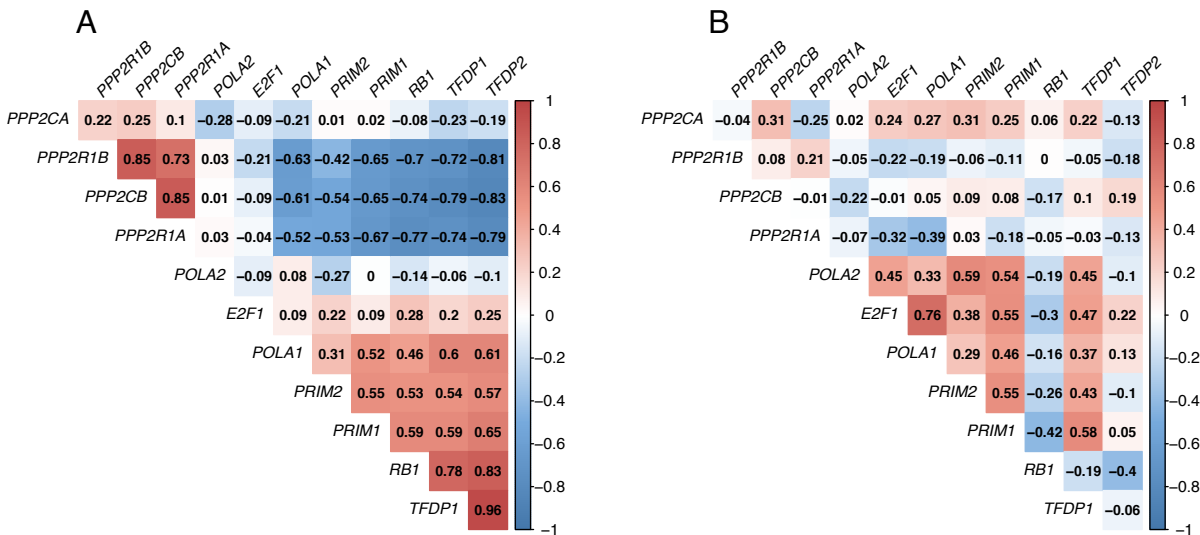 A
PPP2R1B PPP2CB PPP2R1A POLA2 E2F1 POLA1 PRIM2 PRIM1 RB1 TFDP1 TFDP2
PPP2CA 0.22 0.25 0.1 −0.28 −0.09 −0.21 0.01 0.02 −0.08 −0.23 −0.19
PPP2R1B 0.85 0.73 0.03 −0.21 −0.63 −0.42 −0.65 −0.7 −0.72 −0.81
PPP2CB 0.85 0.01 −0.09 −0.61 −0.54 −0.65 −0.74 −0.79 −0.83
PPP2R1A 0.03 −0.04 −0.52 −0.53 −0.67 −0.77 −0.74 −0.79
POLA2 −0.09 0.08 −0.27 0 −0.14 −0.06 −0.1
E2F1 0.09 0.22 0.09 0.28 0.2 0.25
POLA1 0.31 0.52 0.46 0.6 0.61
PRIM2 0.55 0.53 0.54 0.57
PRIM1 0.59 0.59 0.65
RB1 0.78 0.83
TFDP1 0.96
1
0.8
0.6
0.4
0.2
0
−0.2
−0.4
−0.6
−0.8
−1
B
PPP2R1B PPP2CB PPP2R1A POLA2 E2F1 POLA1 PRIM2 PRIM1 RB1 TFDP1 TFDP2
PPP2CA −0.04 0.31 −0.25 0.02 0.24 0.27 0.31 0.25 0.06 0.22 −0.13
PPP2R1B 0.08 0.21 −0.05 −0.22 −0.19 −0.06 −0.11 0 −0.05 −0.18
PPP2CB −0.01 −0.22 −0.01 0.05 0.09 0.08 −0.17 0.1 0.19
PPP2R1A −0.07 −0.32 −0.39 0.03 −0.18 −0.05 −0.03 −0.13
POLA2 0.45 0.33 0.59 0.54 −0.19 0.45 −0.1
E2F1 0.76 0.38 0.55 −0.3 0.47 0.22
POLA1 0.29 0.46 −0.16 0.37 0.13
PRIM2 0.55 −0.26 0.43 −0.1
PRIM1 −0.42 0.58 0.05
RB1 −0.19 −0.4
TFDP1 −0.06
1
0.8
0.6
0.4
0.2
0
−0.2
−0.4
−0.6
−0.8
−1